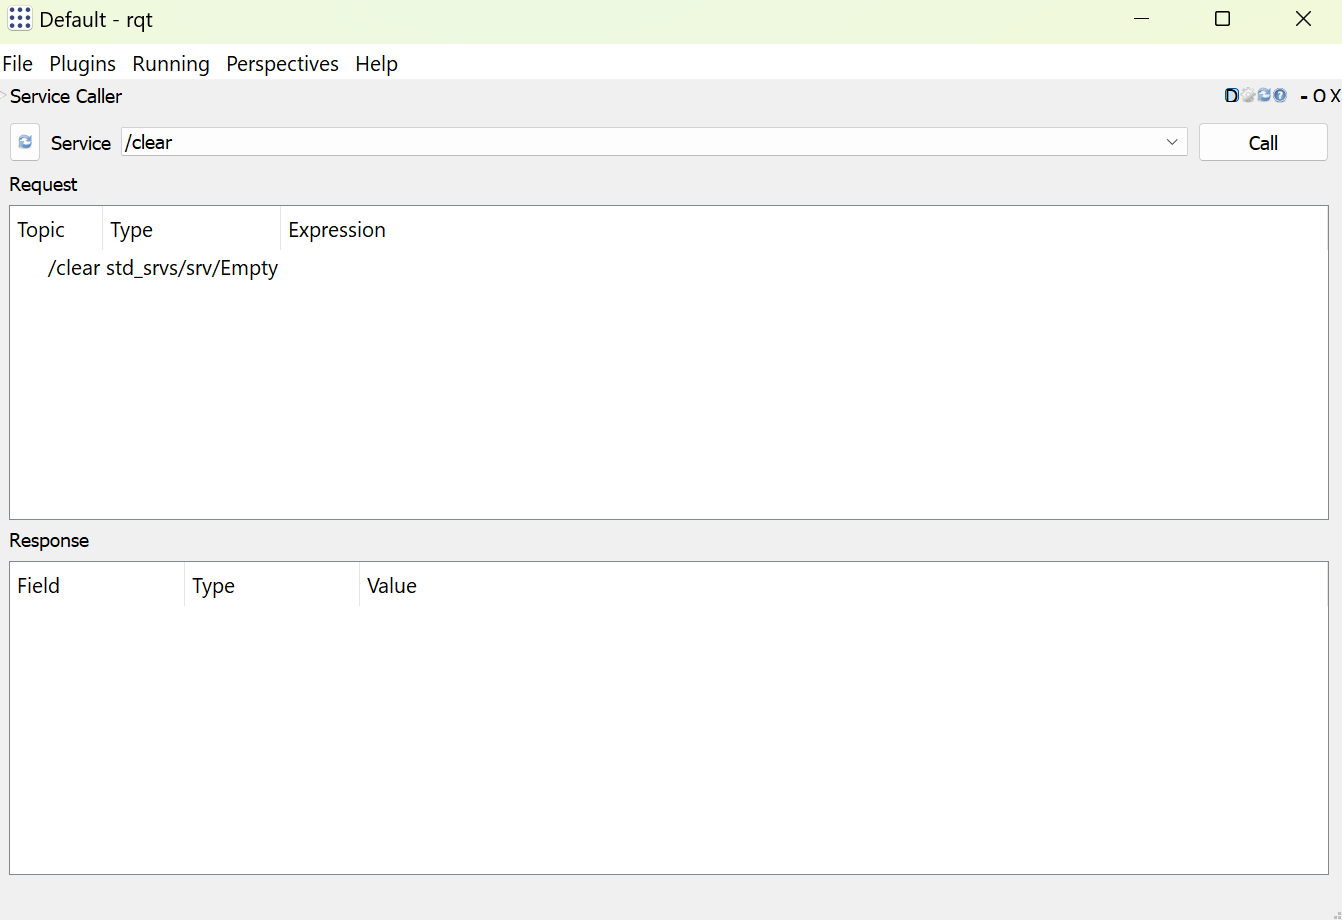 Default - rqt
File Plugins Running Perspectives Help
Service Caller D ? - O X
Service /clear Call
Request
Topic Type Expression
/clear std_srvs/srv/Empty
Response
Field Type Value